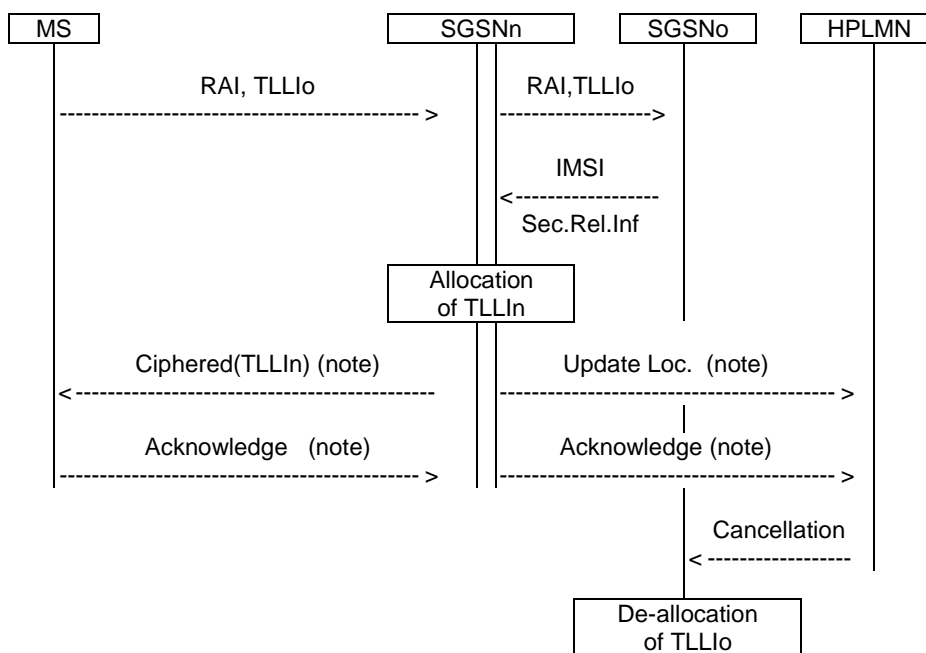 MS SGSNn SGSNo HPLMN
RAI, TLLIo RAI,TLLIo
IMSI
Sec.Rel.Inf
Allocation
of TLLIn
Ciphered(TLLIn) (note) Update Loc. (note)
Acknowledge (note) Acknowledge (note)
Cancellation
De-allocation
of TLLIo